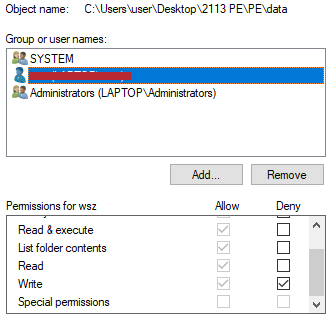 Object name: C:\Users\user\Desktop\2113 PE\PE\data
Group or user names:
SYSTEM
Administrators (LAPTOP\Administrators)
Add... Remove
Permissions for wsz Allow Deny
Read & execute
List folder contents
Read
Write
Special permissions